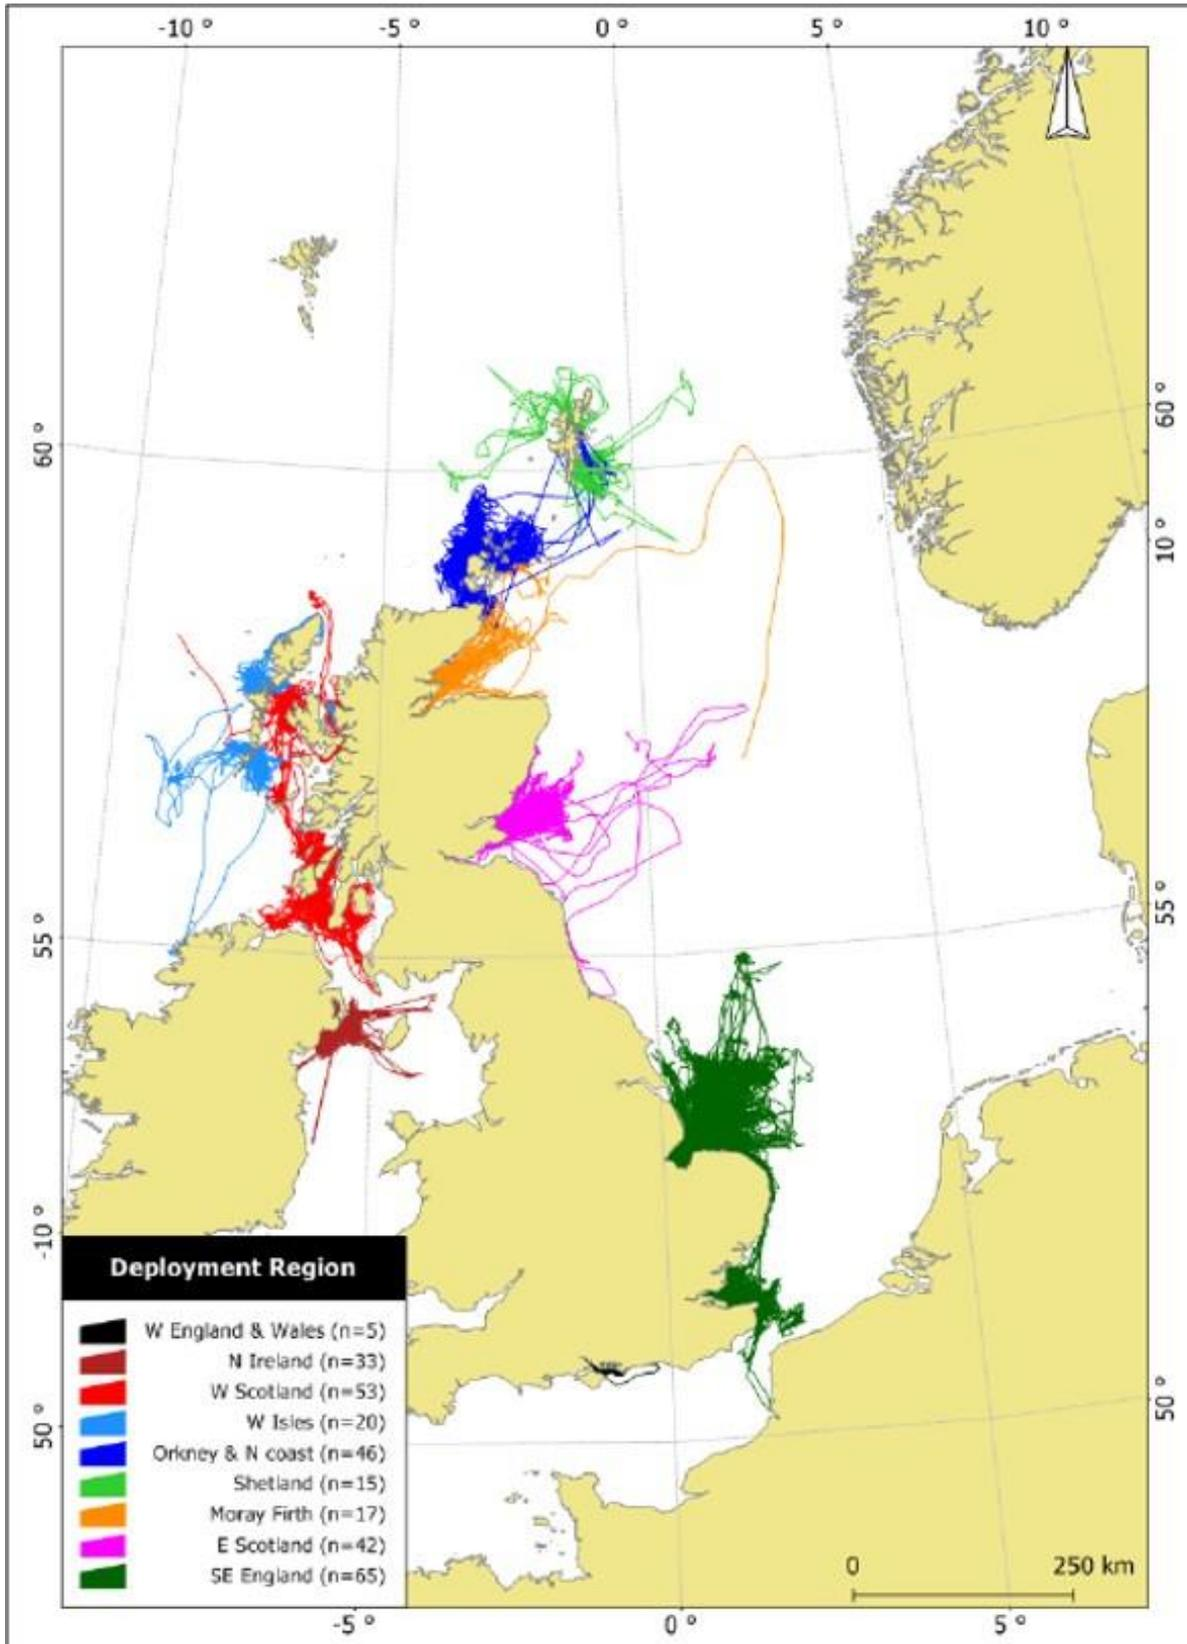 -10 °
-5 °
0 °
5 °
10 °
60 °
60 °
10 °
55 °
55 °
-10 °
50 °
50 °
Deployment Region
W England & Wales (n=5)
N Ireland (n=33)
W Scotland (n=53)
W Isles (n=20)
Orkney & N coast (n=46)
Shetland (n=15)
Moray Firth (n=17)
E Scotland (n=42)
SE England (n=65)
0 250 km
-5 °
0 °
5 °